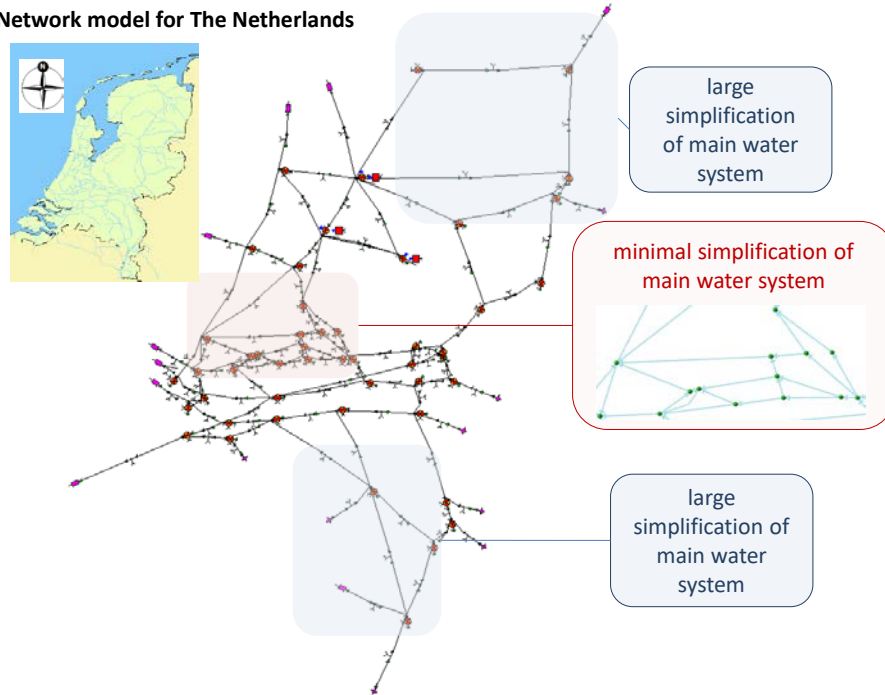 Network model for The Netherlands
N
large
simplification
of main water
system
minimal simplification of
main water system
large
simplification of
main water
system